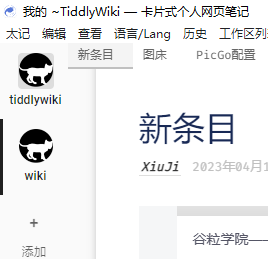 我的 ~TiddlyWiki — 卡片式个人网页笔记
太记 编辑 查看 语言/Lang 历史 工作区列
新条目 图床 PicGo配置
tiddlywiki
新条目
XiuJi 2023年04月1
wiki
谷粒学院——
+
添加